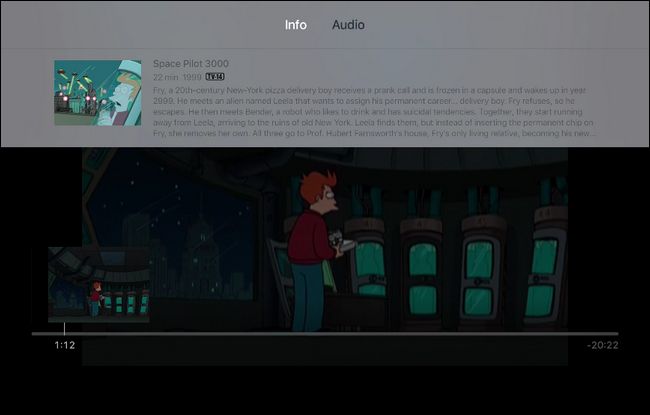 Info Audio
Space Pilot 3000
22 min 1999 TV-14
Fry, a 20th-century New-York pizza delivery boy receives a prank call and is frozen in a capsule and wakes up in year
2999. He meets an alien named Leela that wants to assign his permanent career... delivery boy. Fry refuses, so he
escapes. He then meets Bender, a robot who likes to drink and has suicidal tendencies. Together, they start running
away from Leela, arriving to the ruins of old New York. Leela finds them, but instead of inserting the permanent chip on
Fry, she removes her own. All three go to Prof. Hubert Farnsworth's house, Fry's only living relative, becoming his new...
1:12 -20:22